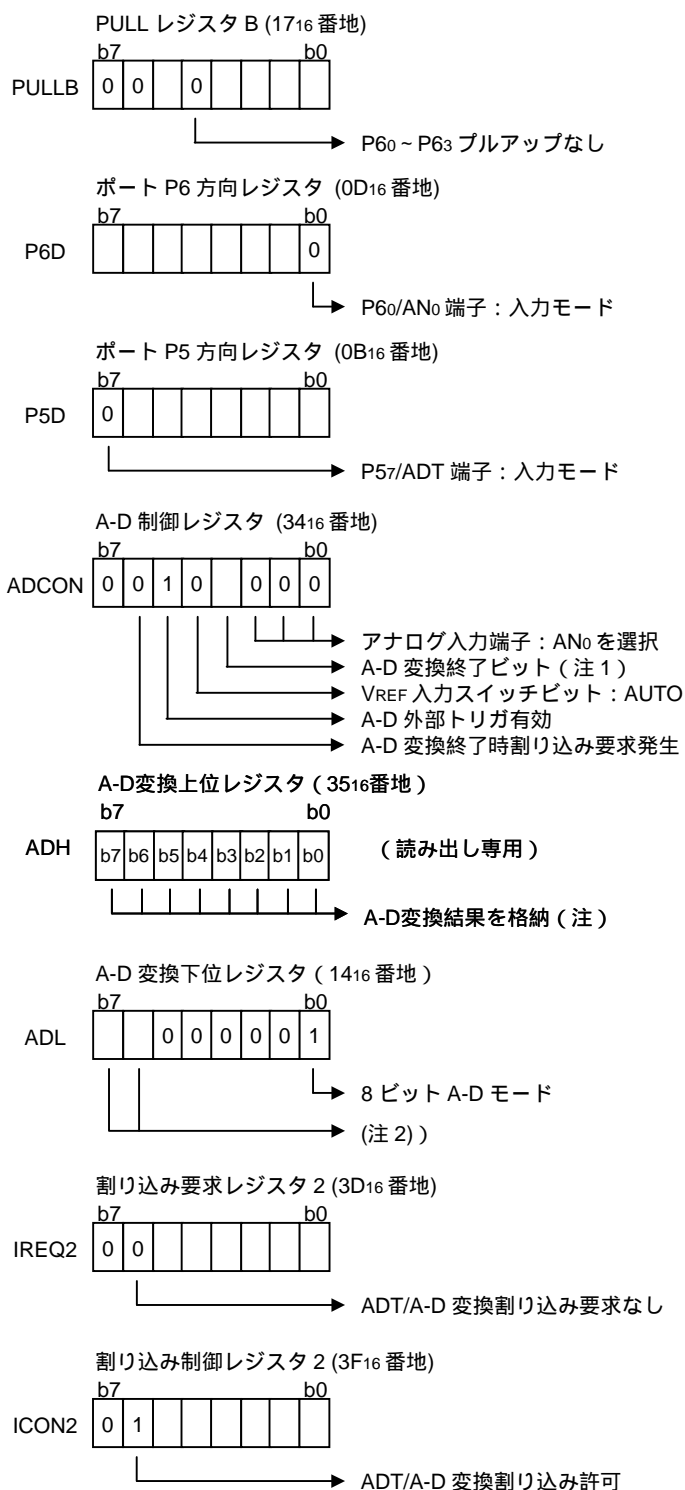 PULL レジスタ B (1716 番地)
b7 b0
PULLB 0 0 0
P60 ~ P63 プルアップなし
ポート P6 方向レジスタ (0D16 番地)
b7 b0
P6D 0
P60/AN0 端子：入力モード
ポート P5 方向レジスタ (0B16 番地)
b7 b0
P5D 0
P57/ADT 端子：入力モード
A-D 制御レジスタ (3416 番地)
b7 b0
ADCON 0 0 1 0 0 0 0
アナログ入力端子：AN0 を選択
A-D 変換終了ビット（注 1）
VREF 入力スイッチビット：AUTO
A-D 外部トリガ有効
A-D 変換終了時割り込み要求発生
A-D変換上位レジスタ（3516番地）
b7 b0
ADH b7 b6 b5 b4 b3 b2 b1 b0 （読み出し専用）
A-D変換結果を格納（注）
A-D 変換下位レジスタ（1416 番地）
b7 b0
ADL 0 0 0 0 0 1
8 ビット A-D モード
(注 2)）
割り込み要求レジスタ 2 (3D16 番地)
b7 b0
IREQ2 0 0
ADT/A-D 変換割り込み要求なし
割り込み制御レジスタ 2 (3F16 番地)
b7 b0
ICON2 0 1
ADT/A-D 変換割り込み許可